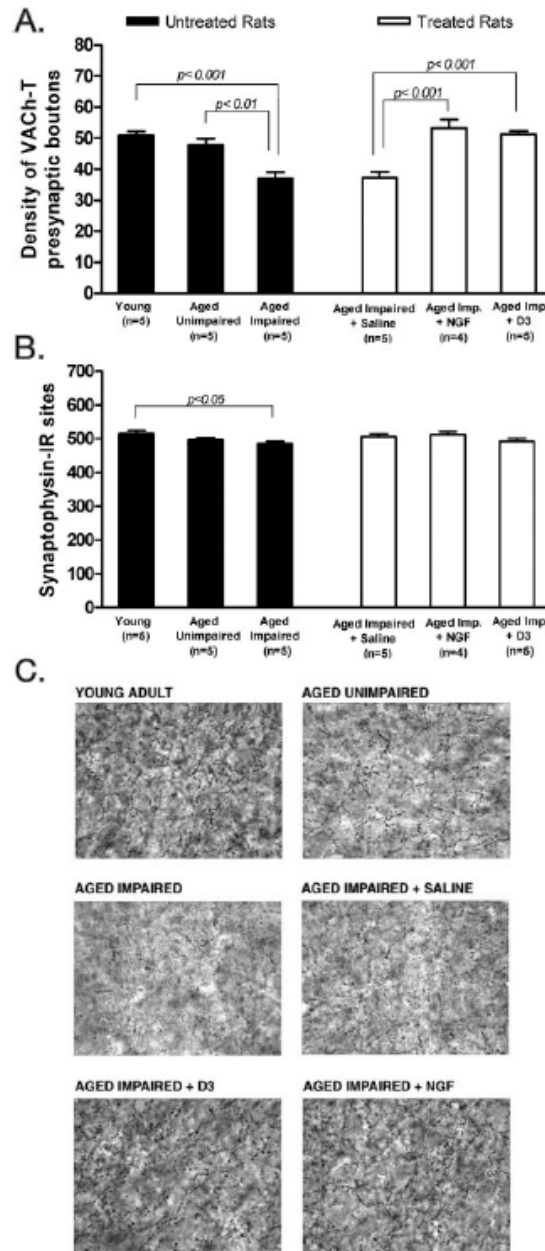 A.
Untreated Rats
Treated Rats
Density of VACh-T
presynaptic boutons
80
70
60
50
40
30
20
10
0
p<0.001
p<0.01
p<0.001
p<0.001
Young
(n=5)
Aged
Unimpaired
(n=5)
Aged
Impaired
(n=5)
Aged Impaired
+ Saline
(n=5)
Aged Imp.
+ NGF
(n=4)
Aged Imp
+ D3
(n=5)
B.
Synaptophysin-IR sites
700
600
500
400
300
200
100
0
p<0.05
Young
(n=5)
Aged
Unimpaired
(n=5)
Aged
Impaired
(n=5)
Aged Impaired
+ Saline
(n=5)
Aged Imp.
+ NGF
(n=4)
Aged Imp.
+ D3
(n=5)
C.
YOUNG ADULT
AGED UNIMPAIRED
AGED IMPAIRED
AGED IMPAIRED + SALINE
AGED IMPAIRED + D3
AGED IMPAIRED + NGF